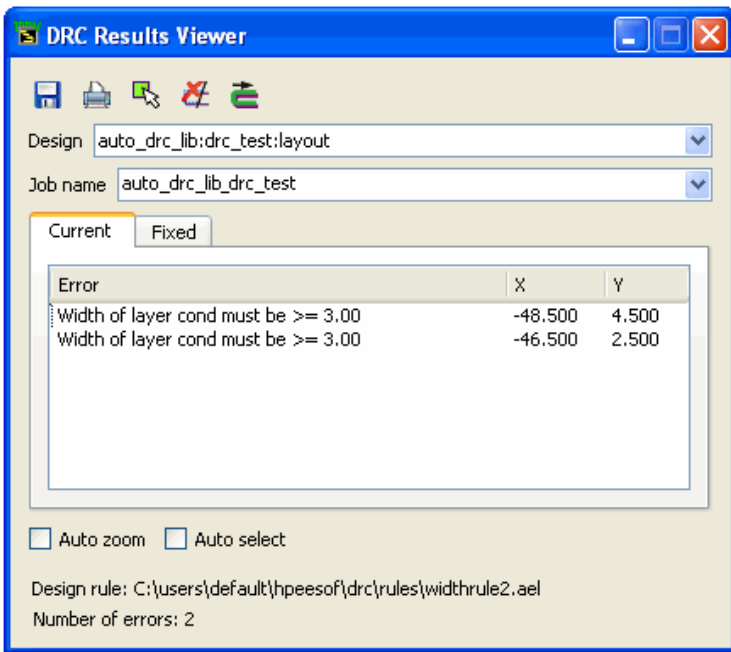 DRC Results Viewer
Design auto_drc_lib:drc_test:layout
Job name auto_drc_lib_drc_test
Current Fixed
Error X Y
Width of layer cond must be >= 3.00 -48.500 4.500
Width of layer cond must be >= 3.00 -46.500 2.500
Auto zoom Auto select
Design rule: C:\users\default\hpeesof\drc\rules\widthrule2.ael
Number of errors: 2